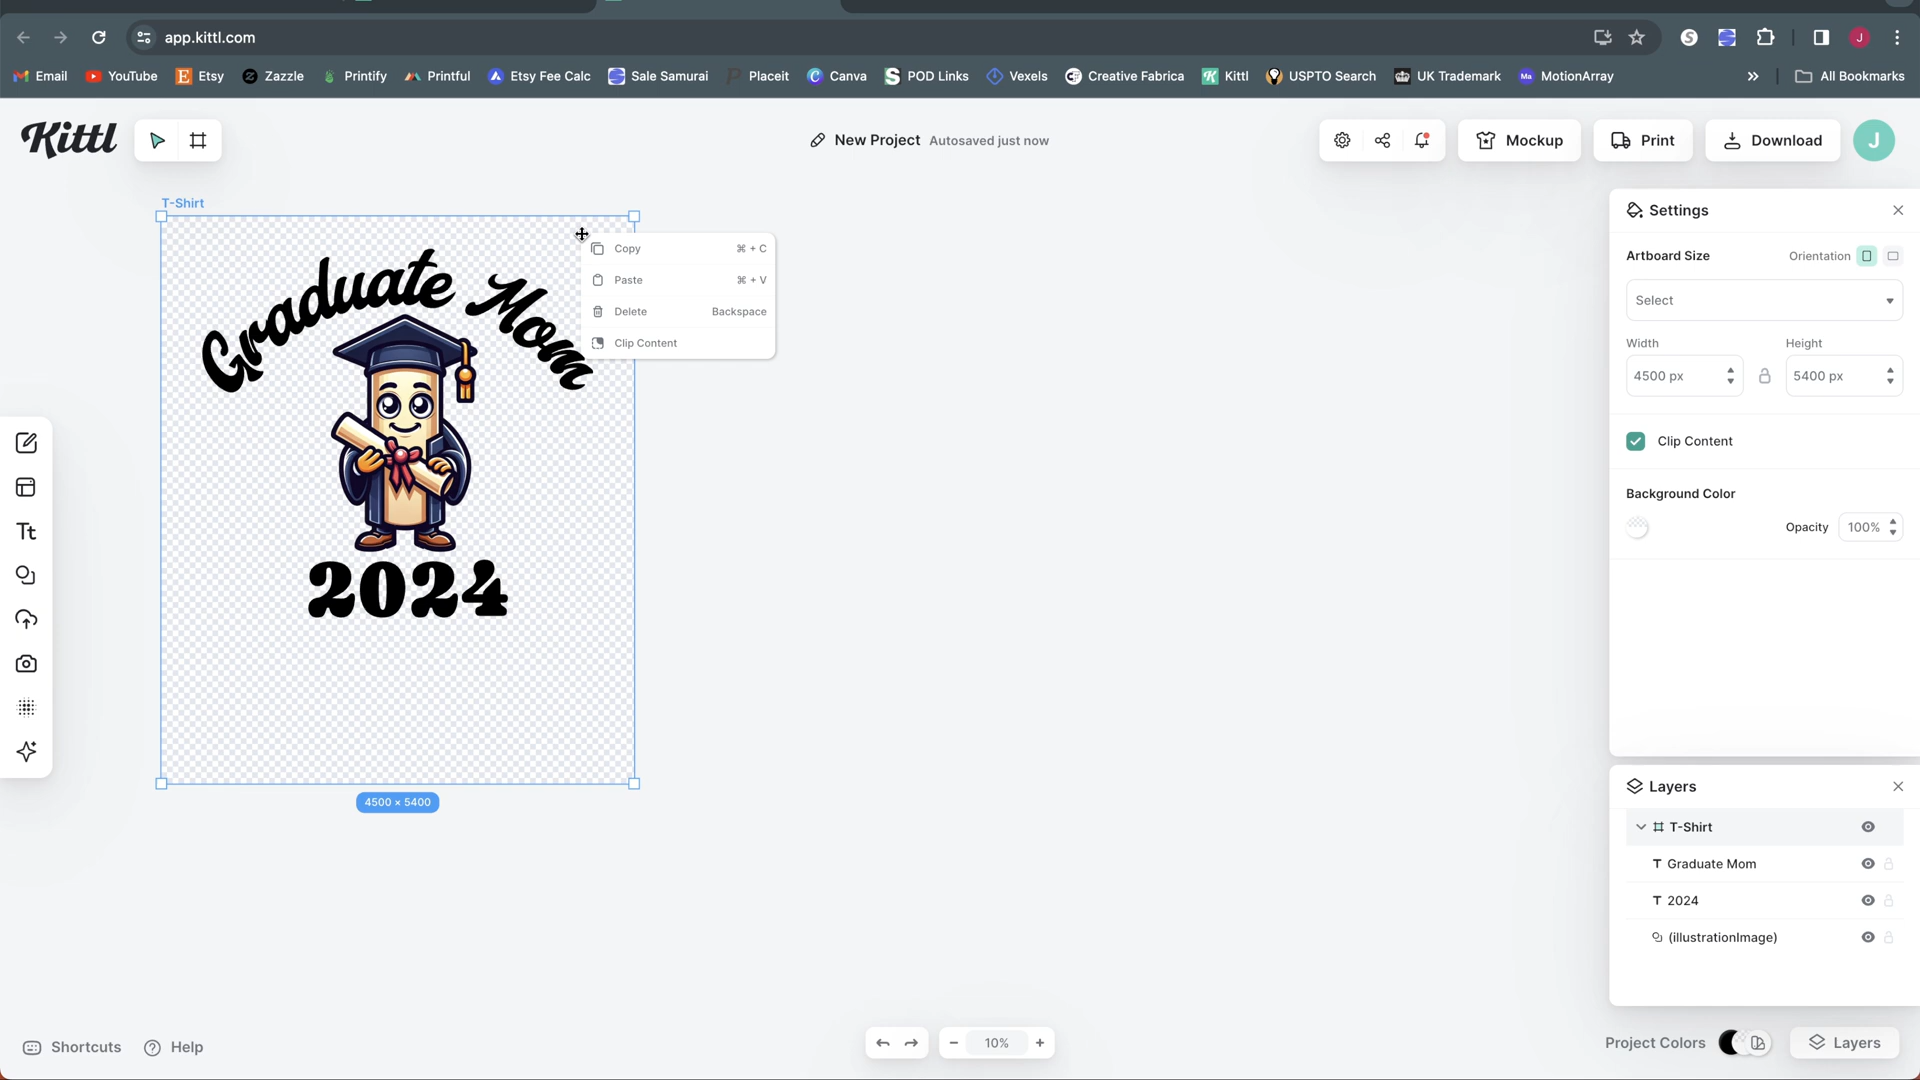 app.kittl.com
S
J
Email
YouTube
Etsy
Zazzle
Printify
Printful
Etsy Fee Calc
Sale Samurai
Placeit
Canva
POD Links
Vexels
Creative Fabrica
Kittl
USPTO Search
UK Trademark
MotionArray
All Bookmarks
Kittl
New Project Autosaved just now
Mockup
Print
Download
J
T-Shirt
Copy ⌘ + C
Paste ⌘ + V
Delete Backspace
Clip Content
Graduate Mom
2024
4500 × 5400
Tt
Settings
Artboard Size Orientation
Select
Width Height
4500 px 5400 px
Clip Content
Background Color
Opacity 100%
Layers
T-Shirt
T Graduate Mom
T 2024
(illustrationImage)
Shortcuts
Help
− 10% +
Project Colors
Layers